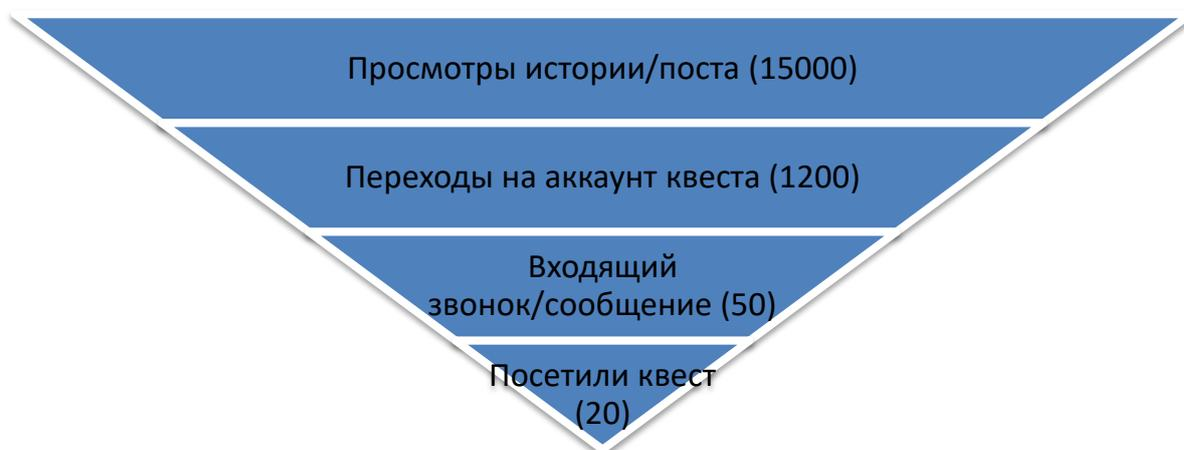 Просмотры истории/поста (15000)
Переходы на аккаунт квеста (1200)
Входящий
звонок/сообщение (50)
Посетили квест
(20)